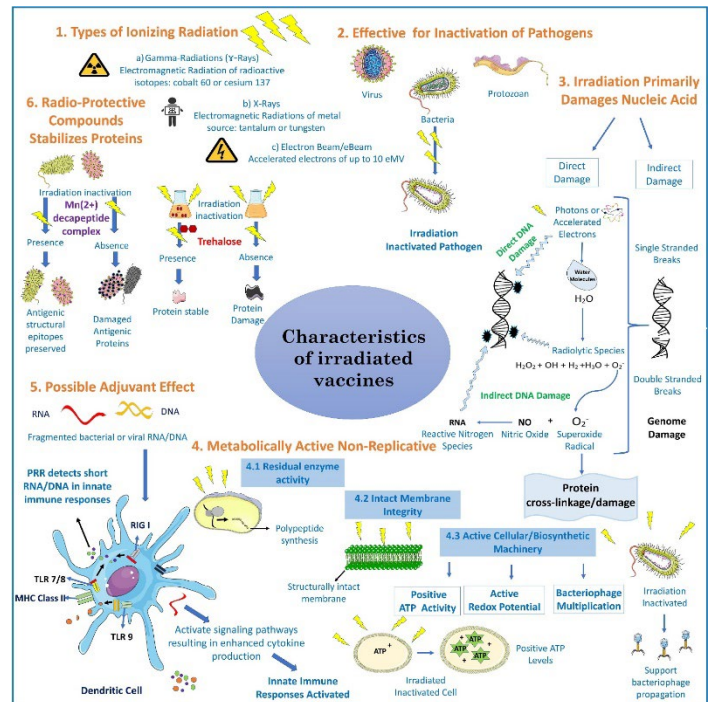 1. Types of Ionizing Radiation
a)Gamma-Radiations (ɤ-Rays)
Electromagnetic Radiation of radioactive
isotopes: cobalt 60 or cesium 137
b) X-Rays
Electromagnetic Radiations of metal
source: tantalum or tungsten
c) Electron Beam/eBeam
Accelerated electrons of up to 10 eMV
2. Effective for Inactivation of Pathogens
Virus
Bacteria
Protozoan
Irradiation
Inactivated Pathogen
3. Irradiation Primarily
Damages Nucleic Acid
Direct
Damage
Indirect
Damage
Photons or
Accelerated
Electrons
Direct DNA
Damage
Water
Molecules
H₂O
Single Stranded
Breaks
Radiolytic Species
H₂O₂ + OH + H₂ +H₃O + O₂⁻
Indirect DNA Damage
Double Stranded
Breaks
RNA
Reactive Nitrogen
Species
NO
Nitric Oxide
+
O₂⁻
Superoxide
Radical
Genome
Damage
Protein
cross-linkage/damage
6. Radio-Protective
Compounds
Stabilizes Proteins
Irradiation inactivation
Mn(2+)
decapeptide
complex
Presence
Absence
Antigenic
structural
epitopes
preserved
Damaged
Antigenic
Proteins
Irradiation
inactivation
Trehalose
Presence
Absence
Protein stable
Protein
Damage
Characteristics
of irradiated
vaccines
5. Possible Adjuvant Effect
RNA
DNA
Fragmented bacterial or viral RNA/DNA
PRR detects short
RNA/DNA in innate
immune responses
RIG I
TLR 7/8
MHC Class II
TLR 9
Dendritic Cell
Activate signaling pathways
resulting in enhanced cytokine
production
Innate Immune
Responses Activated
4. Metabolically Active Non-Replicative
4.1 Residual enzyme
activity
Polypeptide
synthesis
4.2 Intact Membrane
Integrity
Structurally intact
membrane
4.3 Active Cellular/Biosynthetic
Machinery
Positive
ATP Activity
Active
Redox Potential
Bacteriophage
Multiplication
ATP
+
Irradiated
Inactivated Cell
+
+
ATP
ATP
ATP
+
+
Positive ATP
Levels
Irradiation
Inactivated
Support
bacteriophage
propagation